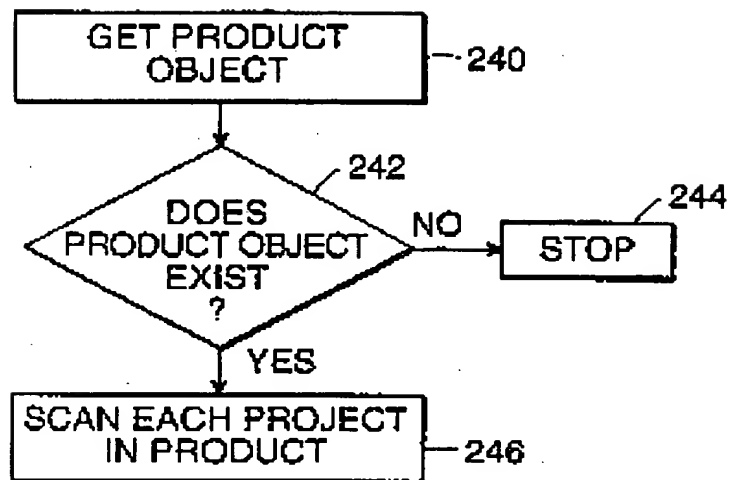 GET PRODUCT
OBJECT
240
242
DOES
PRODUCT OBJECT
EXIST
?
NO
244
STOP
YES
SCAN EACH PROJECT
IN PRODUCT
246